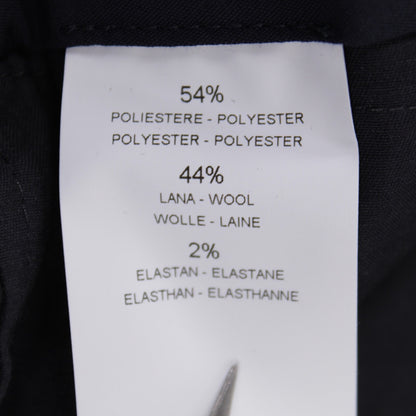 54%
POLIESTERE - POLYESTER
POLYESTER - POLYESTER
44%
LANA - WOOL
WOLLE - LAINE
2%
ELASTAN - ELASTANE
ELASTHAN - ELASTHANNE